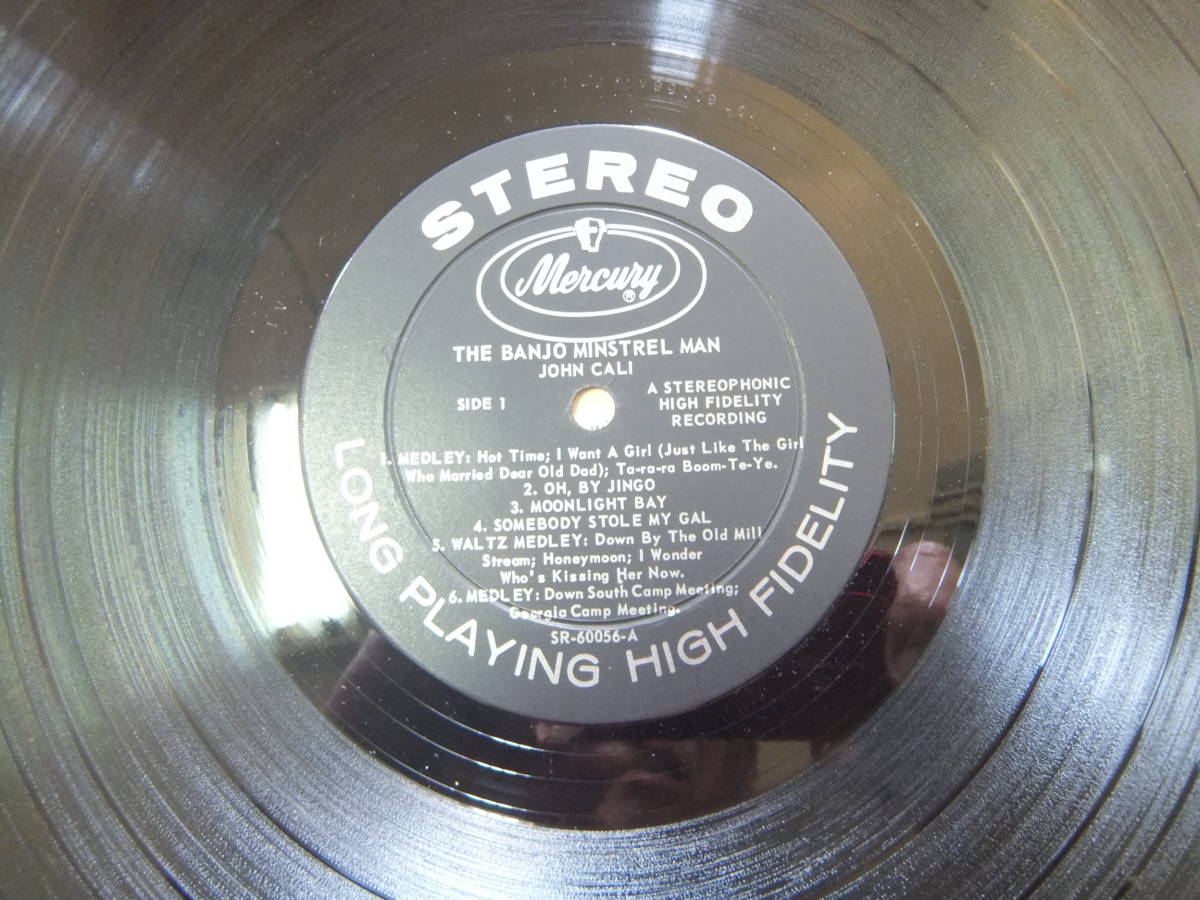 STEREO
Mercury ®
THE BANJO MINSTREL MAN
JOHN CALI
SIDE 1
A STEREOPHONIC
HIGH FIDELITY
RECORDING
1. MEDLEY: Hot Time; I Want A Girl (Just Like The Girl
Who Married Dear Old Dad); Ta-ra-ra Boom-Te-Ye.
2. OH, BY JINGO
3. MOONLIGHT BAY
4. SOMEBODY STOLE MY GAL
5. WALTZ MEDLEY: Down By The Old Mill
Stream; Honeymoon; I Wonder
Who's Kissing Her Now.
6. MEDLEY: Down South Camp Meeting;
Georgia Camp Meeting.
SR-60056-A
LONG PLAYING HIGH FIDELITY